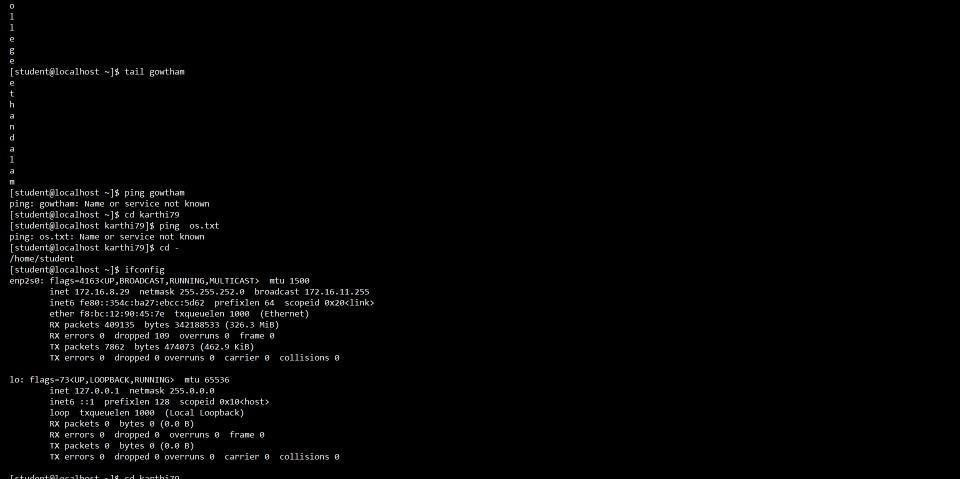 o
l
l
e
g
e
[student@localhost ~]$ tail gowtham
e
t
h
a
n
d
a
l
a
m
[student@localhost ~]$ ping gowtham
ping: gowtham: Name or service not known
[student@localhost ~]$ cd karthi79
[student@localhost karthi79]$ ping  os.txt
ping: os.txt: Name or service not known
[student@localhost karthi79]$ cd -
/home/student
[student@localhost ~]$ ifconfig
enp2s0: flags=4163<UP,BROADCAST,RUNNING,MULTICAST>  mtu 1500
        inet 172.16.8.29  netmask 255.255.252.0  broadcast 172.16.11.255
        inet6 fe80::354c:ba27:ebcc:5d62  prefixlen 64  scopeid 0x20<link>
        ether f8:bc:12:90:45:7e  txqueuelen 1000  (Ethernet)
        RX packets 409135  bytes 342188533 (326.3 MiB)
        RX errors 0  dropped 109  overruns 0  frame 0
        TX packets 7862  bytes 474073 (462.9 KiB)
        TX errors 0  dropped 0 overruns 0  carrier 0  collisions 0

lo: flags=73<UP,LOOPBACK,RUNNING>  mtu 65536
        inet 127.0.0.1  netmask 255.0.0.0
        inet6 ::1  prefixlen 128  scopeid 0x10<host>
        loop  txqueuelen 1000  (Local Loopback)
        RX packets 0  bytes 0 (0.0 B)
        RX errors 0  dropped 0  overruns 0  frame 0
        TX packets 0  bytes 0 (0.0 B)
        TX errors 0  dropped 0 overruns 0  carrier 0  collisions 0

[student@localhost ~]$ cd karthi79